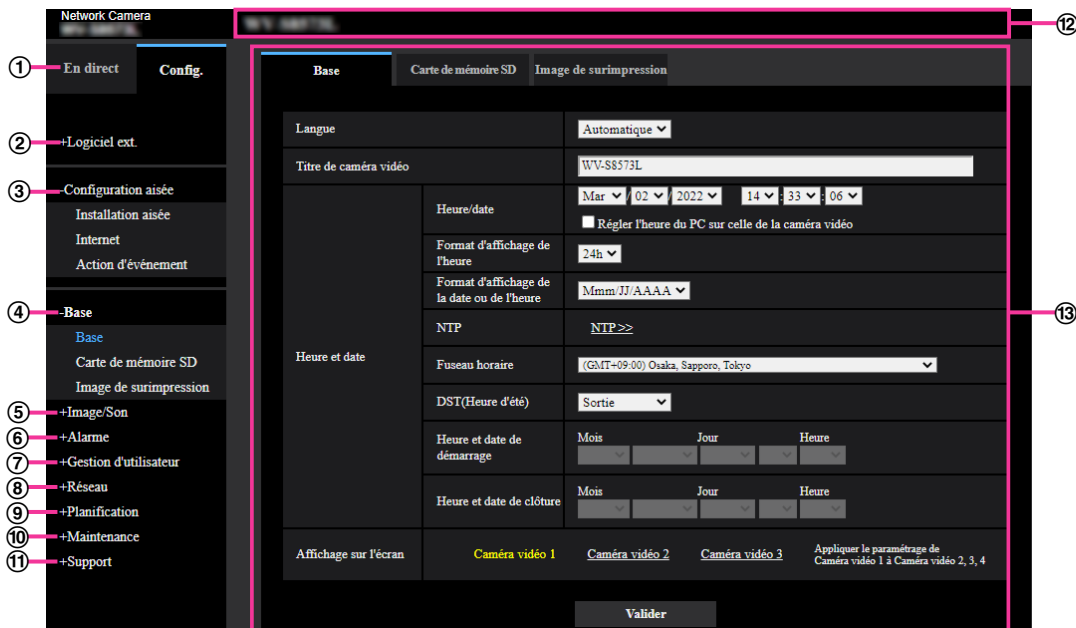 Network Camera
⑫
① En direct Config.
Base Carte de mémoire SD Image de surimpression
② +Logiciel ext.
③ -Configuration aisée
Installation aisée
Internet
Action d'événement
④ -Base
Base
Carte de mémoire SD
Image de surimpression
⑤ +Image/Son
⑥ +Alarme
⑦ +Gestion d'utilisateur
⑧ +Réseau
⑨ +Planification
⑩ +Maintenance
⑪ +Support
Langue Automatique
Titre de caméra vidéo WV-S8573L
Heure et date
Heure/date Mar / 02 / 2022 14 : 33 : 06
Régler l'heure du PC sur celle de la caméra vidéo
Format d'affichage de
l'heure
24h
Format d'affichage de
la date ou de l'heure
Mmm/JJ/AAAA
NTP NTP>>
⑬
Fuseau horaire (GMT+09:00) Osaka, Sapporo, Tokyo
DST(Heure d'été) Sortie
Heure et date de
démarrage
Mois Jour Heure
Heure et date de clôture
Mois Jour Heure
Affichage sur l'écran Caméra vidéo 1 Caméra vidéo 2 Caméra vidéo 3
Appliquer le paramétrage de
Caméra vidéo 1 à Caméra vidéo 2, 3, 4
Valider